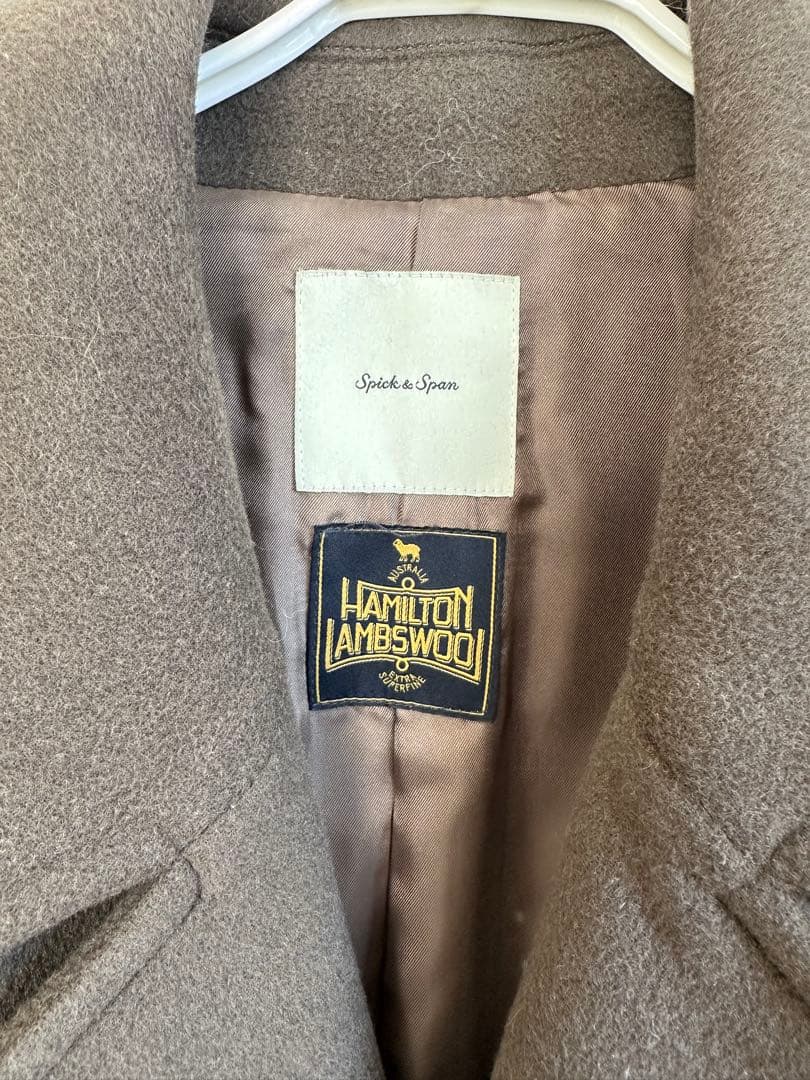 Spick & Span
AUSTRALIA
HAMILTON
LAMBSWOOL
EXTRA
SUPERFINE